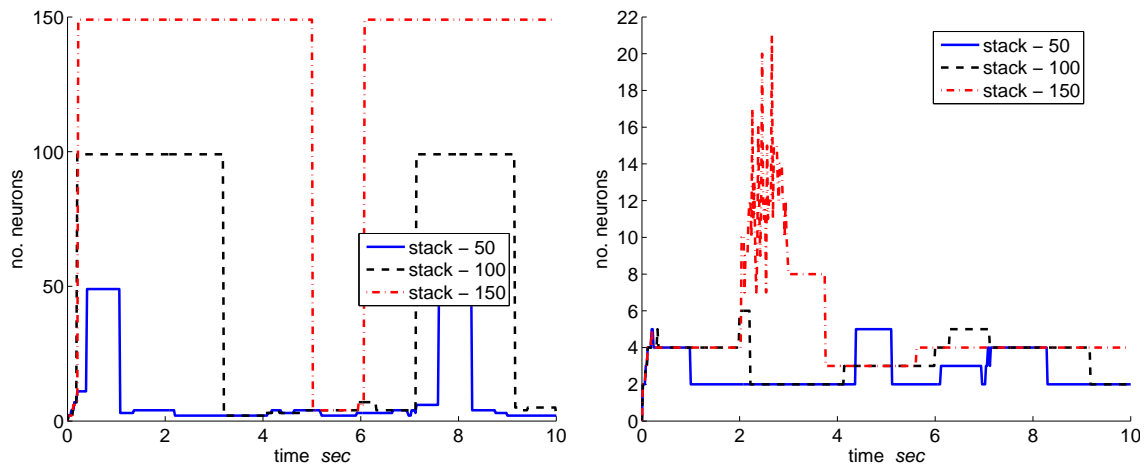 150
100
50
0
no. neurons
stack − 50
stack − 100
stack − 150
0 2 4 6 8 10
time sec
22
20
18
16
14
12
10
8
6
4
2
0
no. neurons
stack − 50
stack − 100
stack − 150
0 2 4 6 8 10
time sec